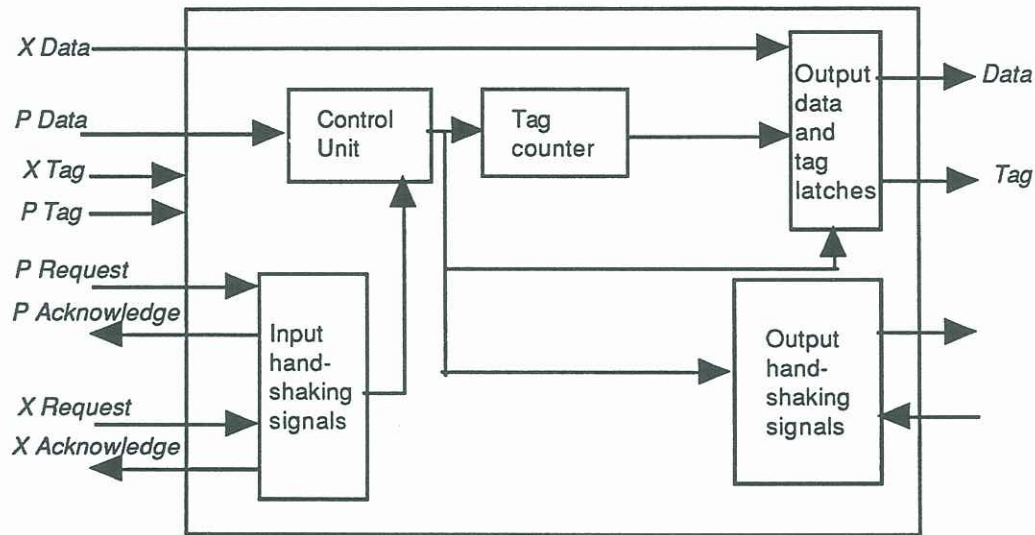 X Data
P Data
X Tag
P Tag
P Request
P Acknowledge
X Request
X Acknowledge
Control
Unit
Tag
counter
Output
data
and
tag
latches
Data
Tag
Input
hand-
shaking
signals
Output
hand-
shaking
signals